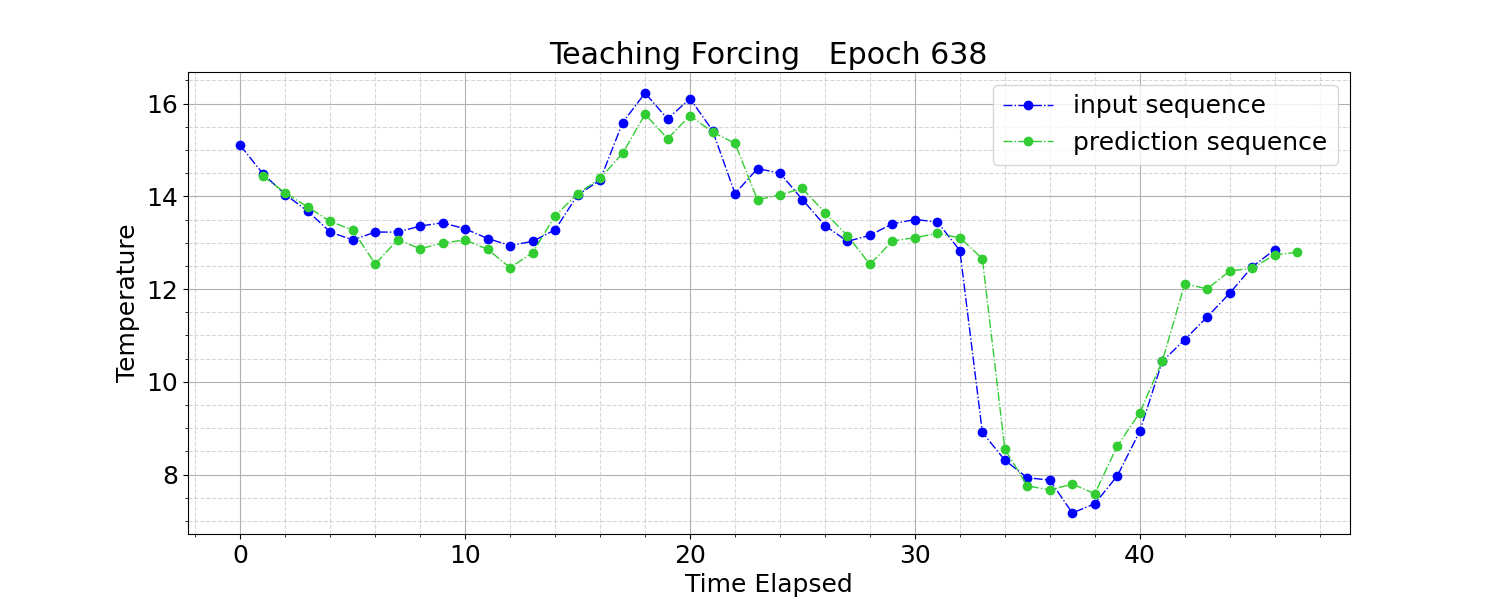 Teaching Forcing   Epoch 638
input sequence
prediction sequence
Temperature
16
14
12
10
8
0 10 20 30 40
Time Elapsed